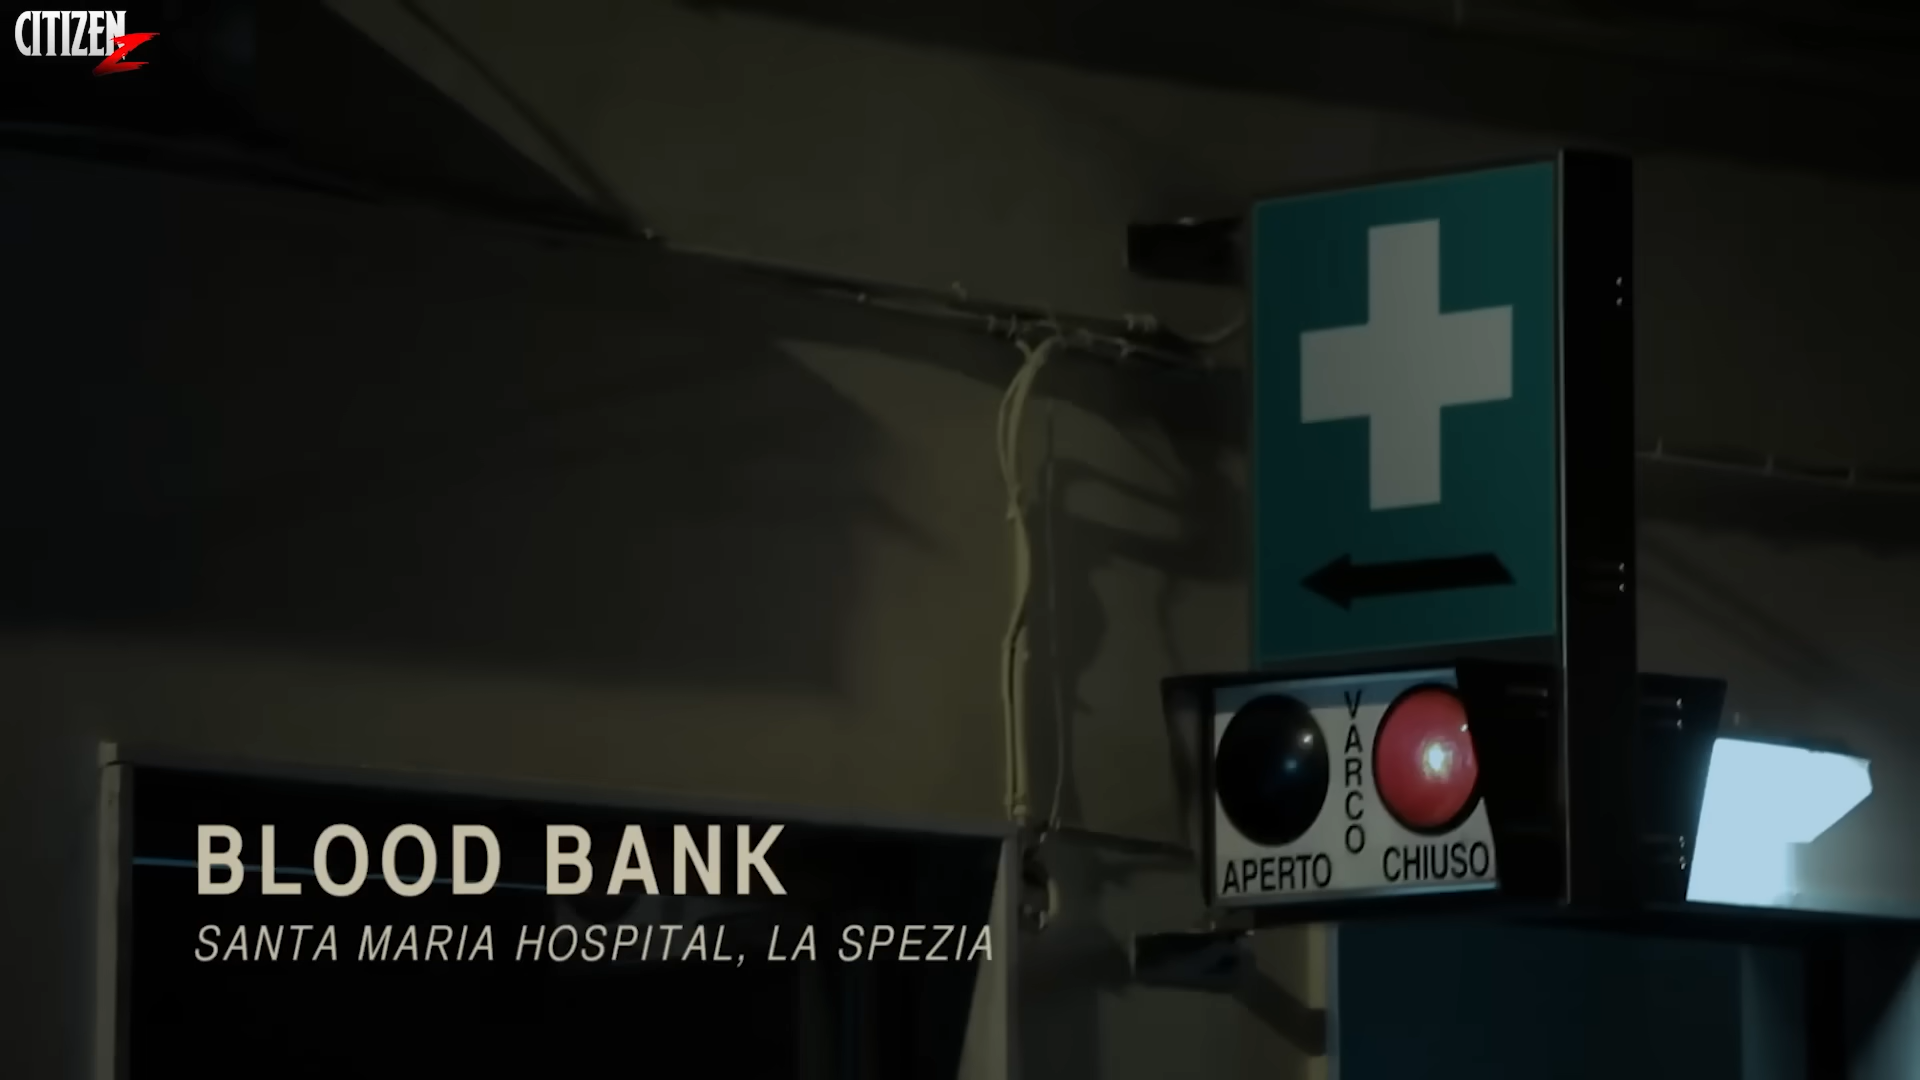 CITIZEN Z
VARCO
APERTO
CHIUSO
BLOOD BANK
SANTA MARIA HOSPITAL, LA SPEZIA